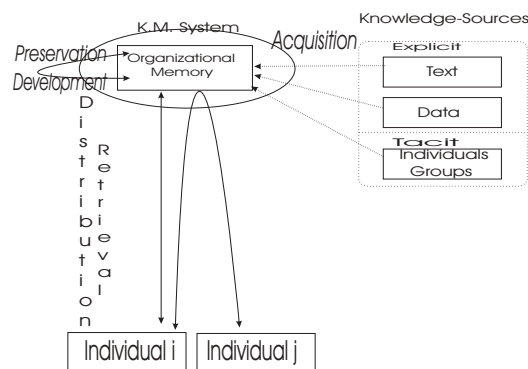 K.M. System
Knowledge-Sources
Acquisition
Explicit
Preservation
Organizational
Memory
Text
Development
Data
Tacit
Individuals
Groups
Distribution
Retrieval
Individual i
Individual j